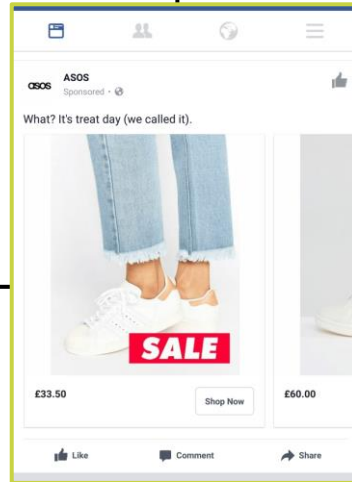 asos
ASOS
Sponsored ·
What? It's treat day (we called it).
SALE
£33.50
Shop Now
£60.00
Like
Comment
Share